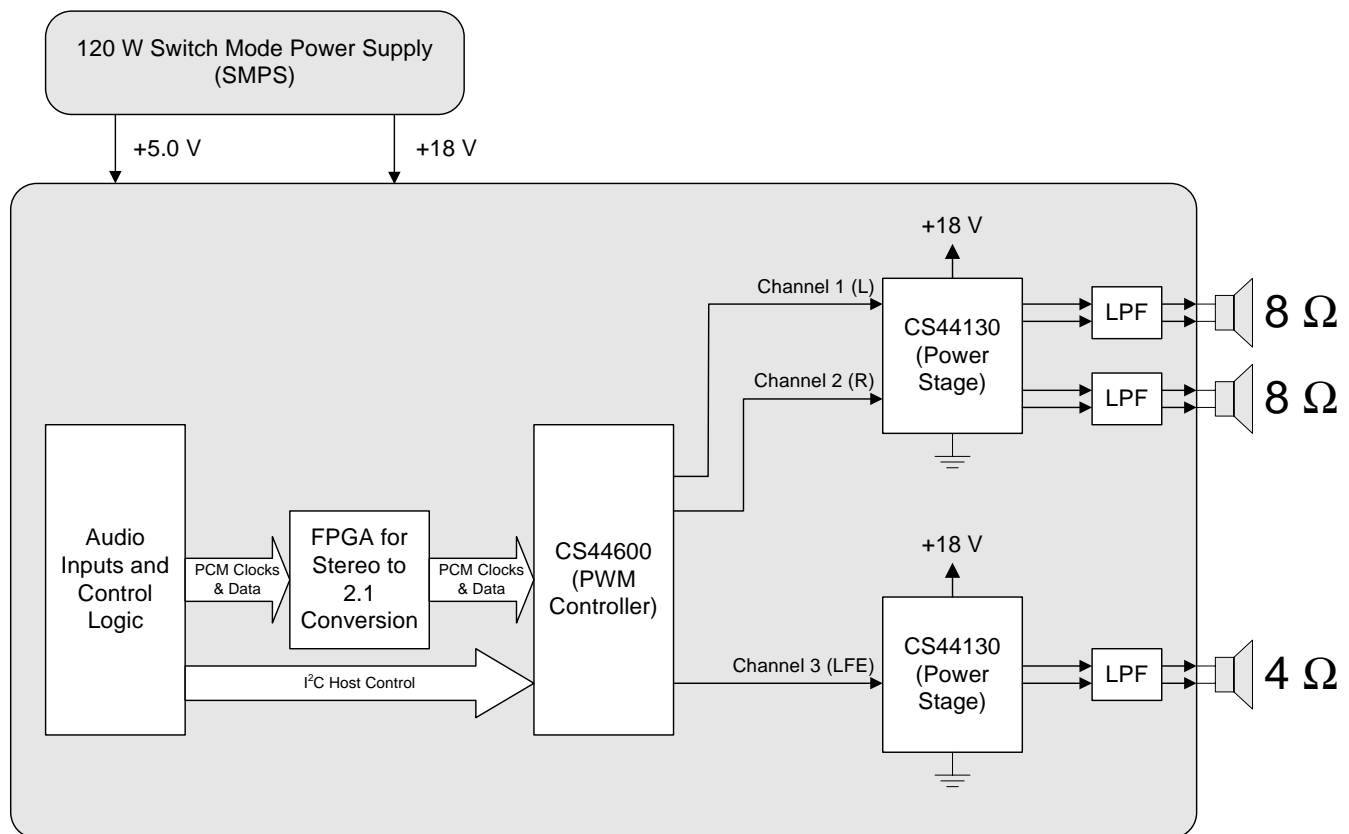 120 W Switch Mode Power Supply
(SMPS)
+5.0 V
+18 V
+18 V
Channel 1 (L)
CS44130
(Power
Stage)
LPF
8 Ω
Channel 2 (R)
LPF
8 Ω
Audio
Inputs and
Control
Logic
PCM Clocks
& Data
FPGA for
Stereo to
2.1
Conversion
PCM Clocks
& Data
CS44600
(PWM
Controller)
I²C Host Control
+18 V
Channel 3 (LFE)
CS44130
(Power
Stage)
LPF
4 Ω